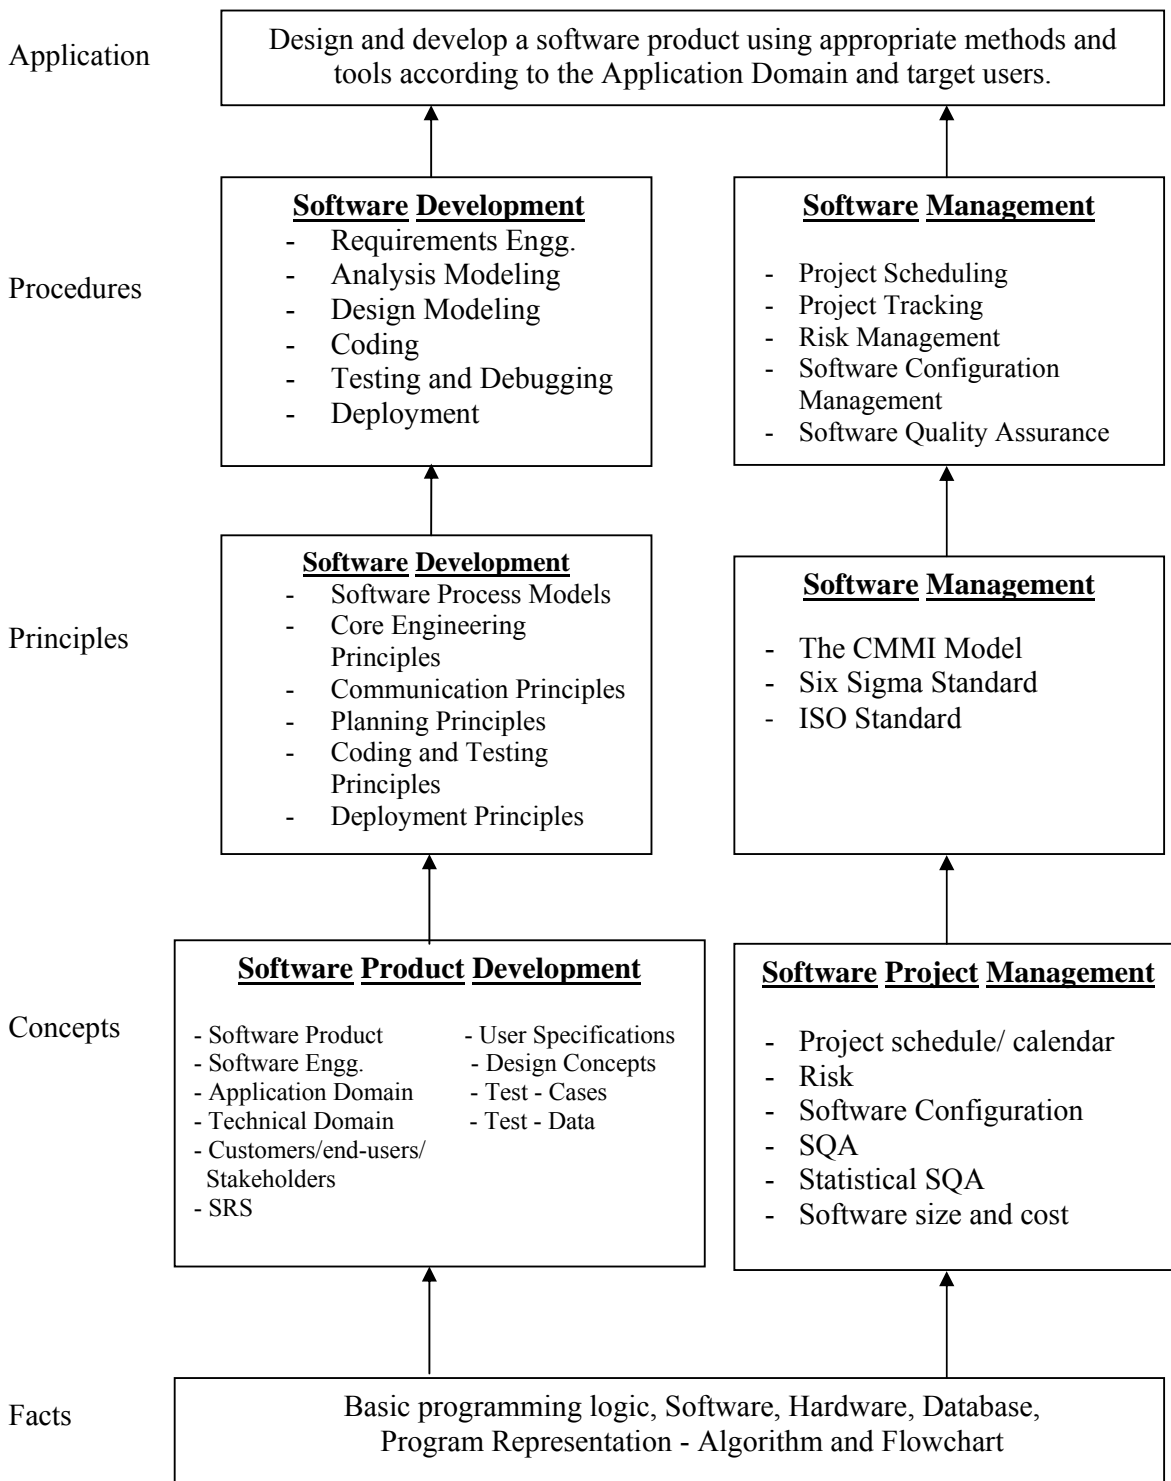 Application
Design and develop a software product using appropriate methods and
tools according to the Application Domain and target users.
Procedures
Software Development
- Requirements Engg.
- Analysis Modeling
- Design Modeling
- Coding
- Testing and Debugging
- Deployment
Software Management
- Project Scheduling
- Project Tracking
- Risk Management
- Software Configuration
Management
- Software Quality Assurance
Principles
Software Development
- Software Process Models
- Core Engineering
Principles
- Communication Principles
- Planning Principles
- Coding and Testing
Principles
- Deployment Principles
Software Management
- The CMMI Model
- Six Sigma Standard
- ISO Standard
Concepts
Software Product Development
- Software Product
- Software Engg.
- Application Domain
- Technical Domain
- Customers/end-users/
Stakeholders
- SRS
- User Specifications
- Design Concepts
- Test - Cases
- Test - Data
Software Project Management
- Project schedule/ calendar
- Risk
- Software Configuration
- SQA
- Statistical SQA
- Software size and cost
Facts
Basic programming logic, Software, Hardware, Database,
Program Representation - Algorithm and Flowchart